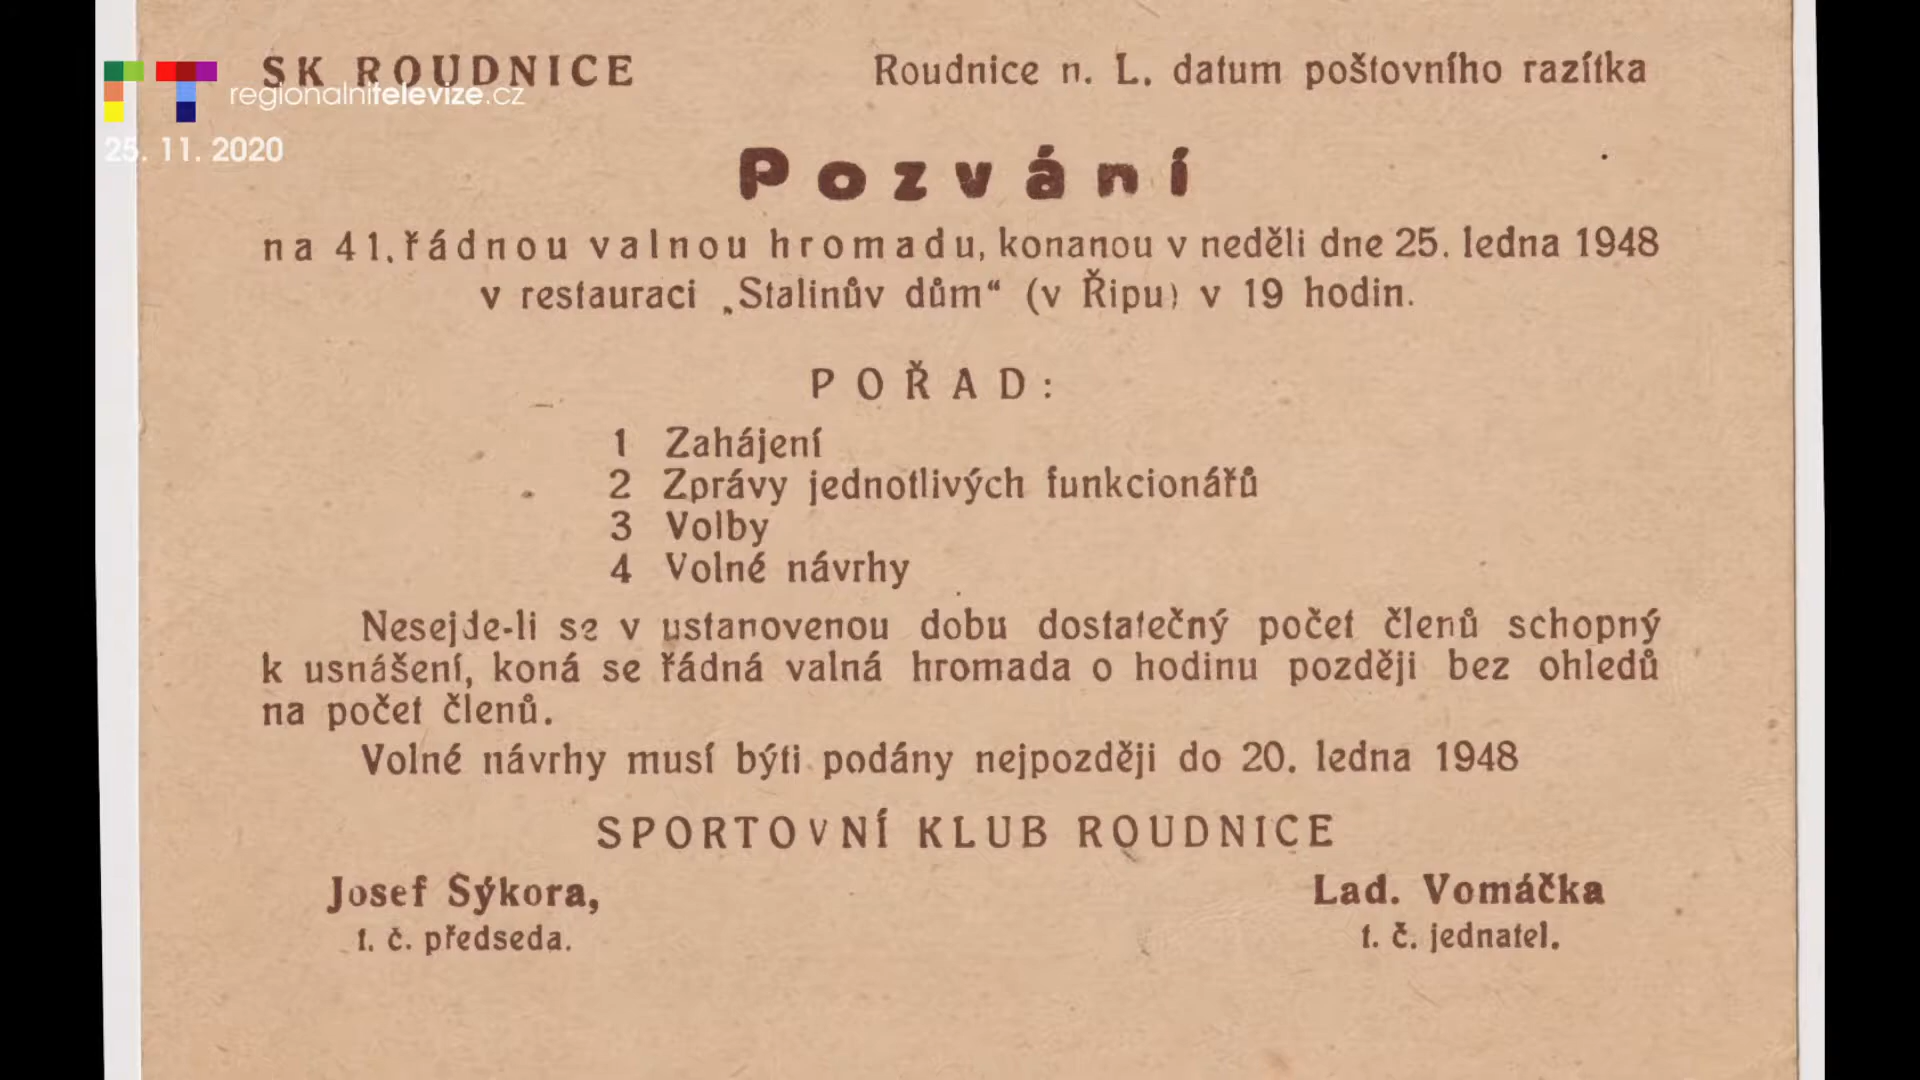 SK ROUDNICE
Roudnice n. L. datum poštovního razítka
regionalnitelevize.cz
25. 11. 2020
Pozvání
na 41. řádnou valnou hromadu, konanou v neděli dne 25. ledna 1948
v restauraci „Stalinův dům“ (v Řipu) v 19 hodin.
POŘAD:
1 Zahájení
2 Zprávy jednotlivých funkcionářů
3 Volby
4 Volné návrhy
Nesejde-li se v ustanovenou dobu dostatečný počet členů schopný
k usnášení, koná se řádná valná hromada o hodinu později bez ohledů
na počet členů.
Volné návrhy musí býti podány nejpozději do 20. ledna 1948
SPORTOVNÍ KLUB ROUDNICE
Josef Sýkora,
t. č. předseda.
Lad. Vomáčka
t. č. jednatel.